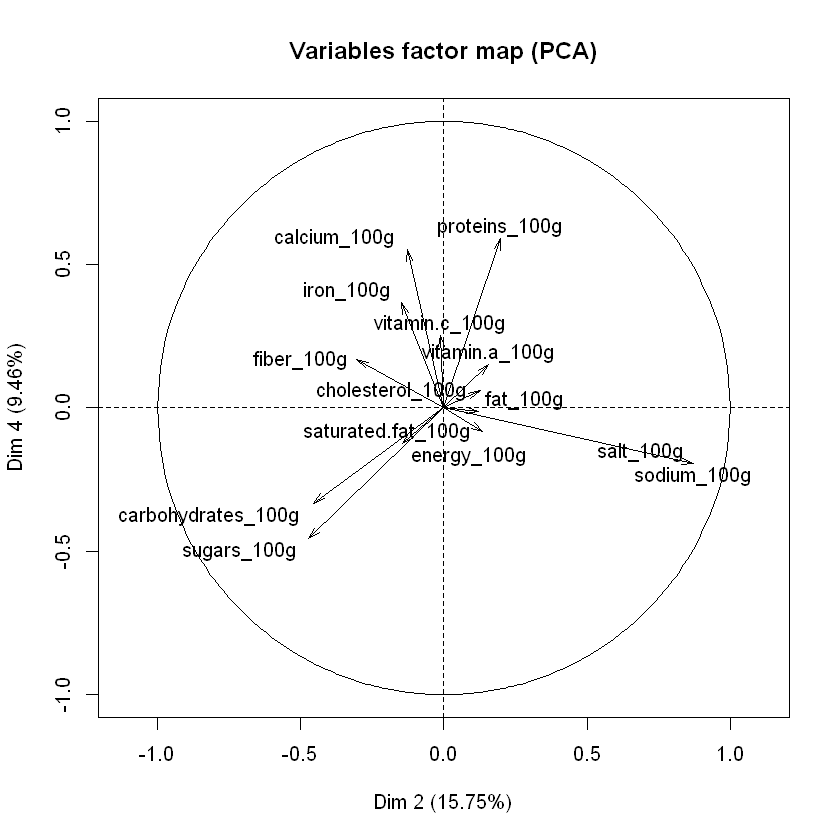 Variables factor map (PCA)
1.0
0.5
0.0
-0.5
-1.0
Dim 4 (9.46%)
proteins_100g
calcium_100g
iron_100g
vitamin.c_100g
vitamin.a_100g
fiber_100g
cholesterol_100g
fat_100g
saturated.fat_100g
energy_100g
salt_100g
sodium_100g
carbohydrates_100g
sugars_100g
-1.0 -0.5 0.0 0.5 1.0
Dim 2 (15.75%)